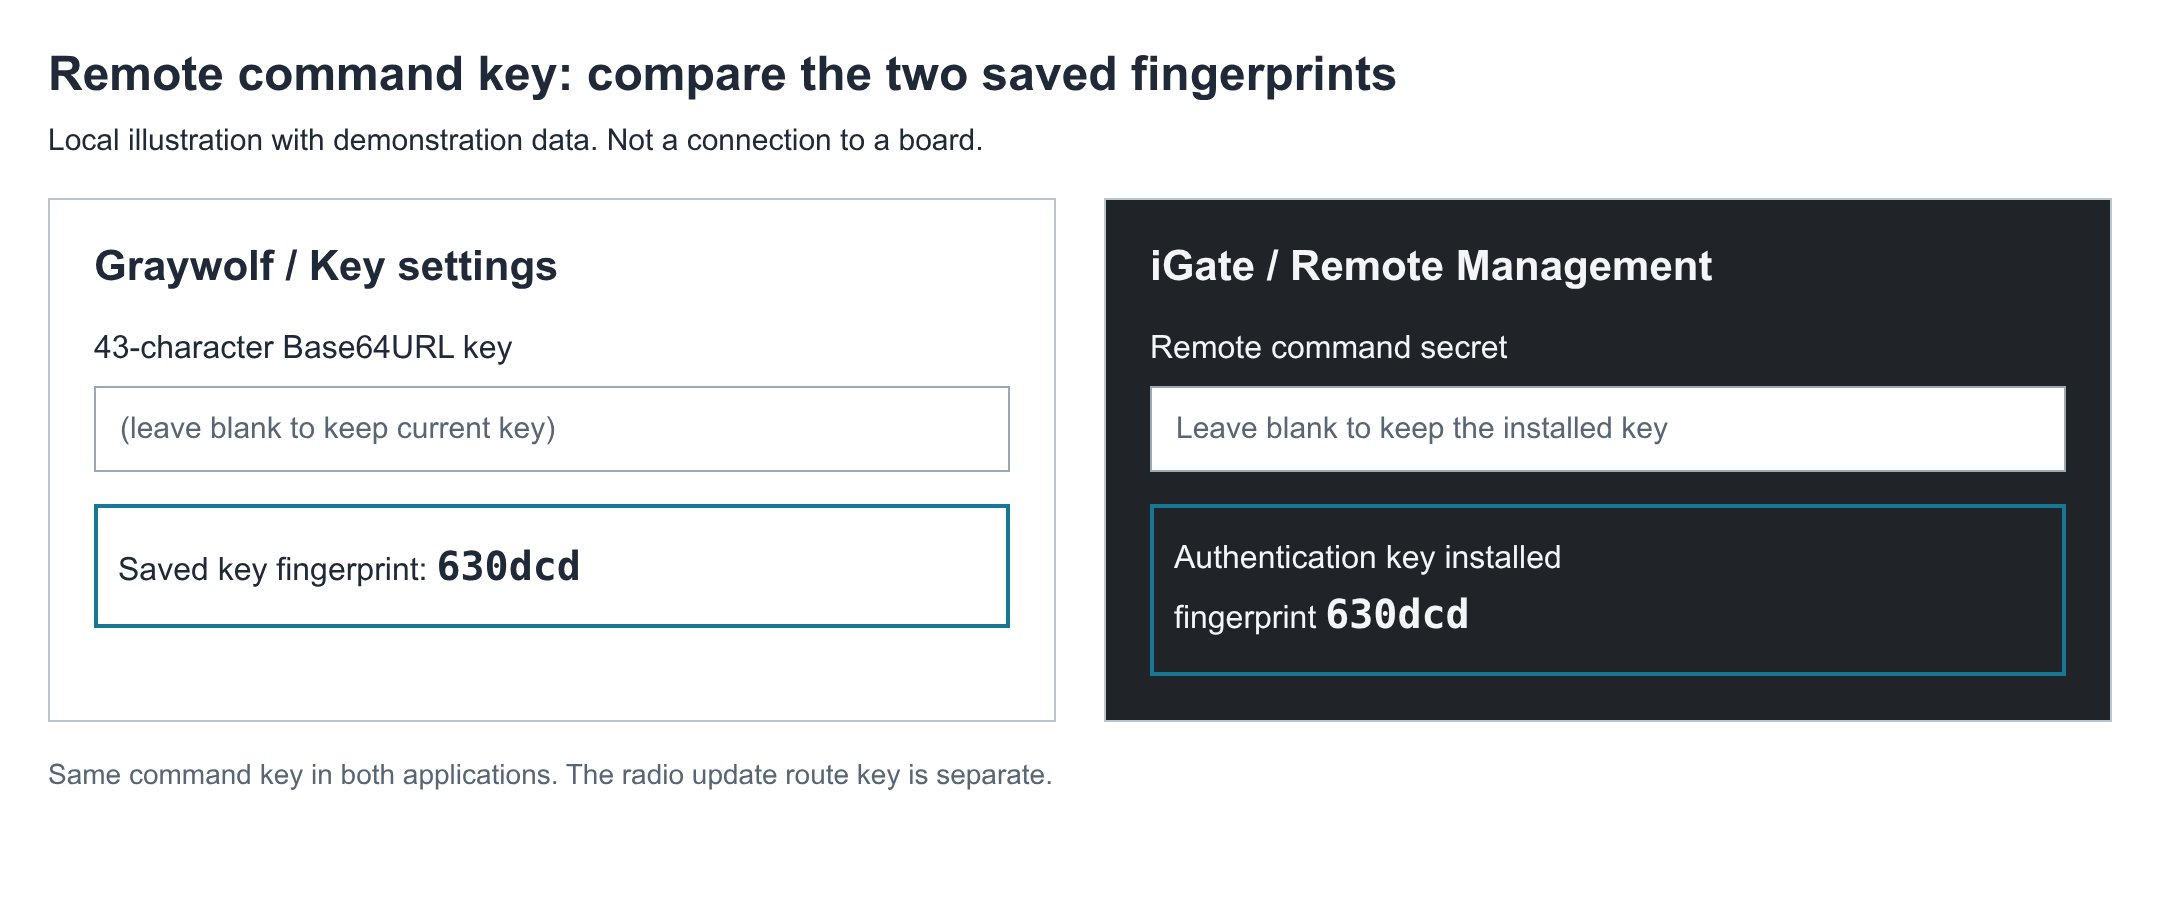 Remote command key: compare the two saved fingerprints
Local illustration with demonstration data. Not a connection to a board.
Graywolf / Key settings
43-character Base64URL key
(leave blank to keep current key)
Saved key fingerprint: 630dcd
iGate / Remote Management
Remote command secret
Leave blank to keep the installed key
Authentication key installed
fingerprint 630dcd
Same command key in both applications. The radio update route key is separate.